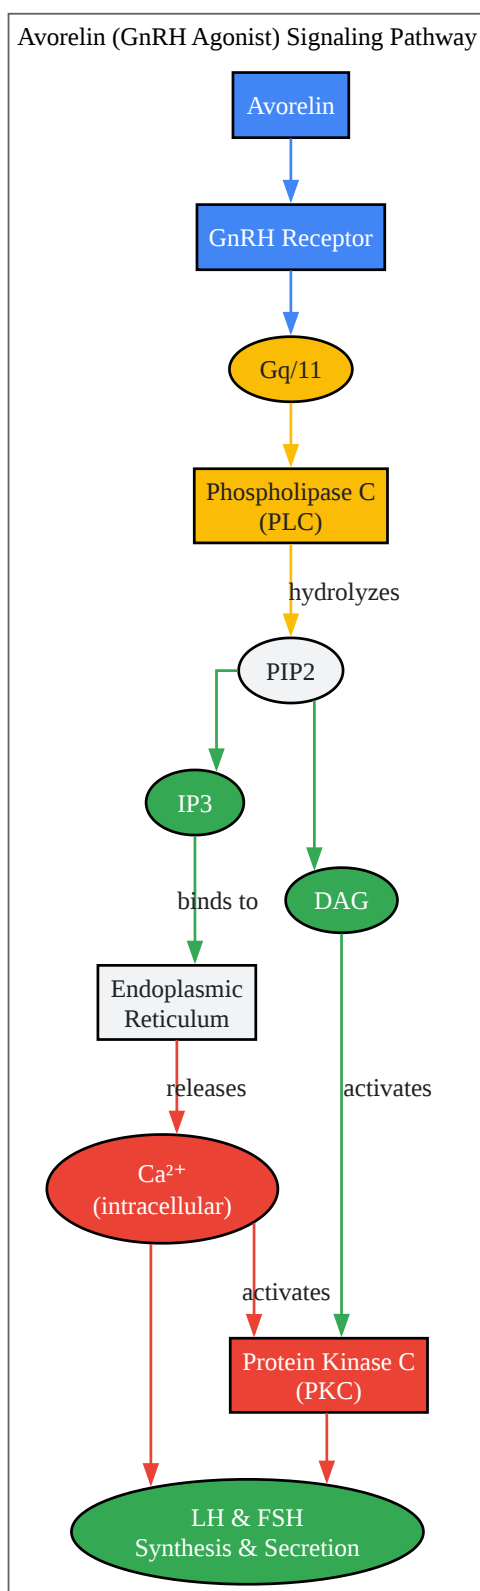 Avorelin (GnRH Agonist) Signaling Pathway
Avorelin
GnRH Receptor
Gq/11
Phospholipase C
(PLC)
hydrolyzes
PIP2
IP3
binds to
DAG
Endoplasmic
Reticulum
releases
activates
Ca²⁺
(intracellular)
activates
Protein Kinase C
(PKC)
LH & FSH
Synthesis & Secretion